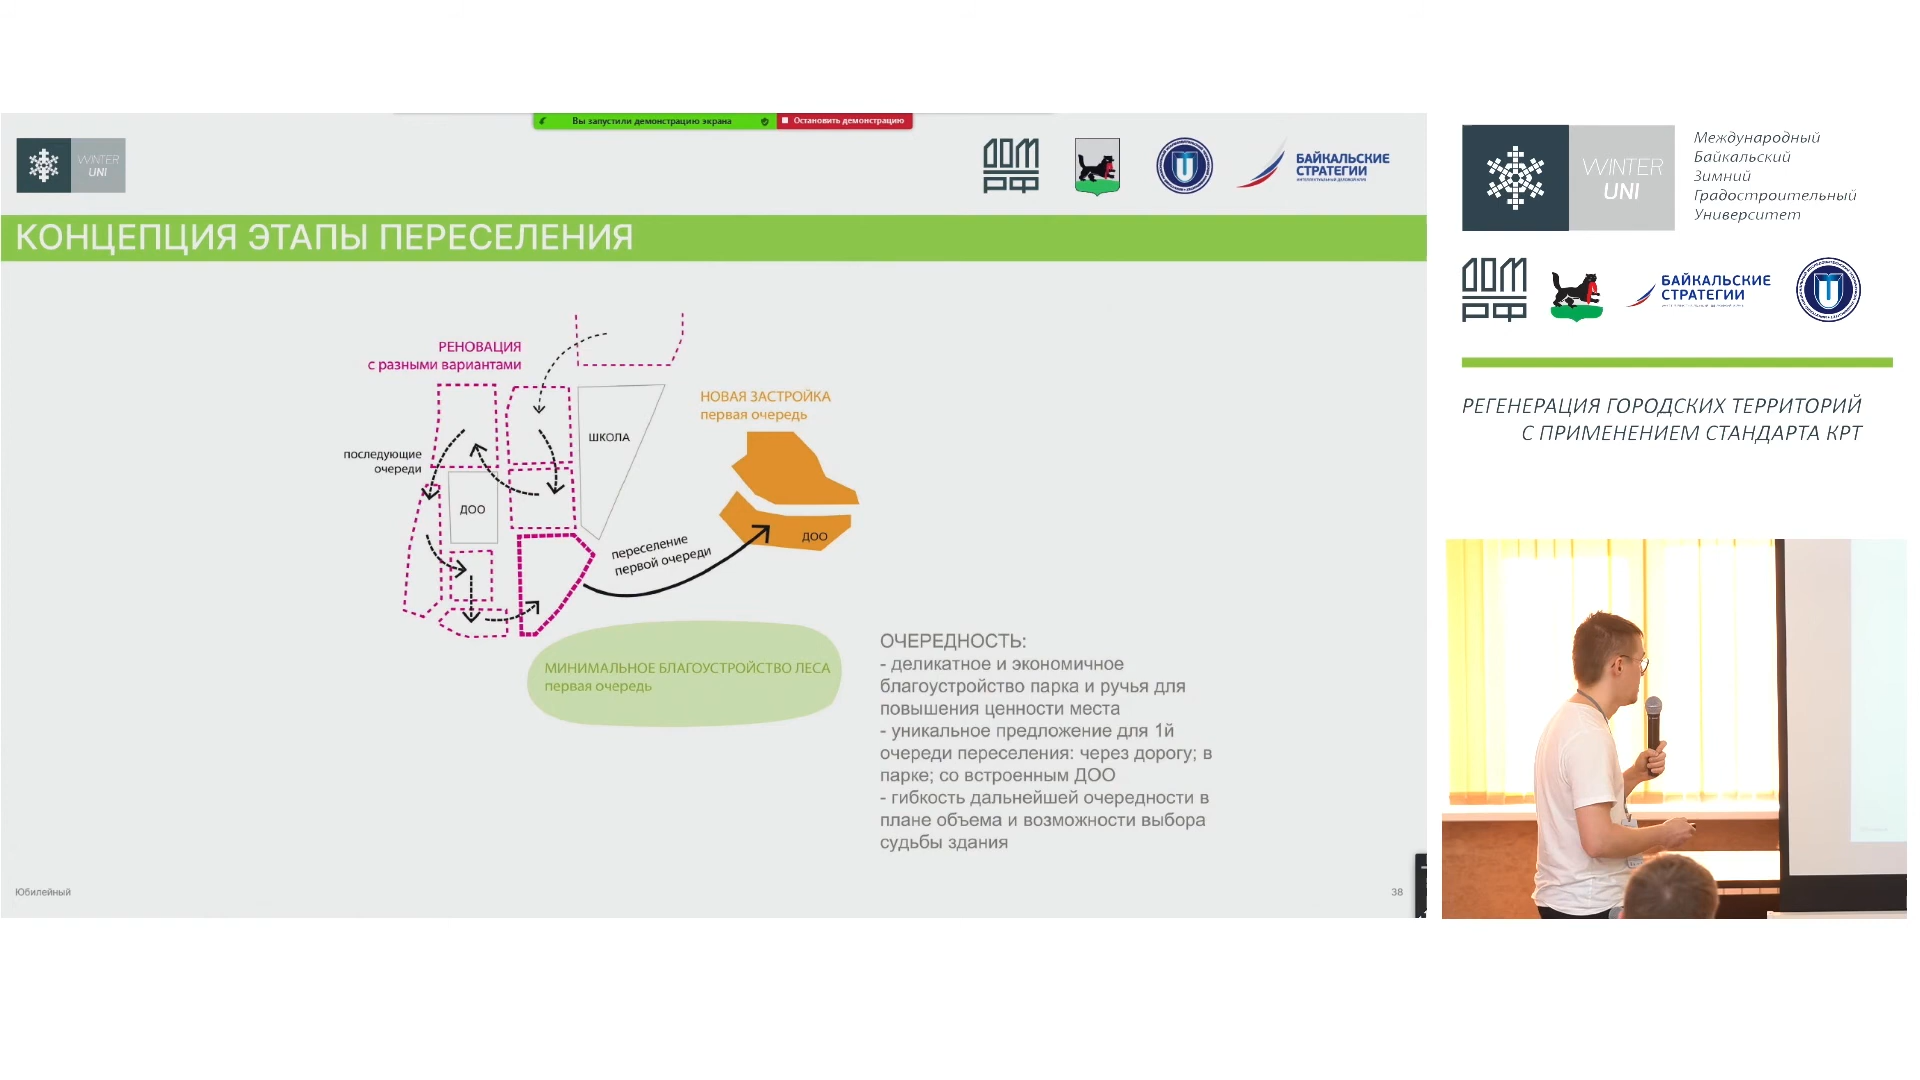 Вы запустили демонстрацию экрана
Остановить демонстрацию
WINTER
UNI
ДОМ
РФ
БАЙКАЛЬСКИЕ
СТРАТЕГИИ
КОНЦЕПЦИЯ ЭТАПЫ ПЕРЕСЕЛЕНИЯ
РЕНОВАЦИЯ
с разными вариантами
НОВАЯ ЗАСТРОЙКА
первая очередь
ШКОЛА
последующие
очереди
ДОО
ДОО
переселение
первой очереди
МИНИМАЛЬНОЕ БЛАГОУСТРОЙСТВО ЛЕСА
первая очередь
ОЧЕРЕДНОСТЬ:
- деликатное и экономичное
благоустройство парка и ручья для
повышения ценности места
- уникальное предложение для 1й
очереди переселения: через дорогу; в
парке; со встроенным ДОО
- гибкость дальнейшей очередности в
плане объема и возможности выбора
судьбы здания
Юбилейный
38
WINTER
UNI
Международный
Байкальский
Зимний
Градостроительный
Университет
ДОМ
РФ
БАЙКАЛЬСКИЕ
СТРАТЕГИИ
РЕГЕНЕРАЦИЯ ГОРОДСКИХ ТЕРРИТОРИЙ
С ПРИМЕНЕНИЕМ СТАНДАРТА КРТ